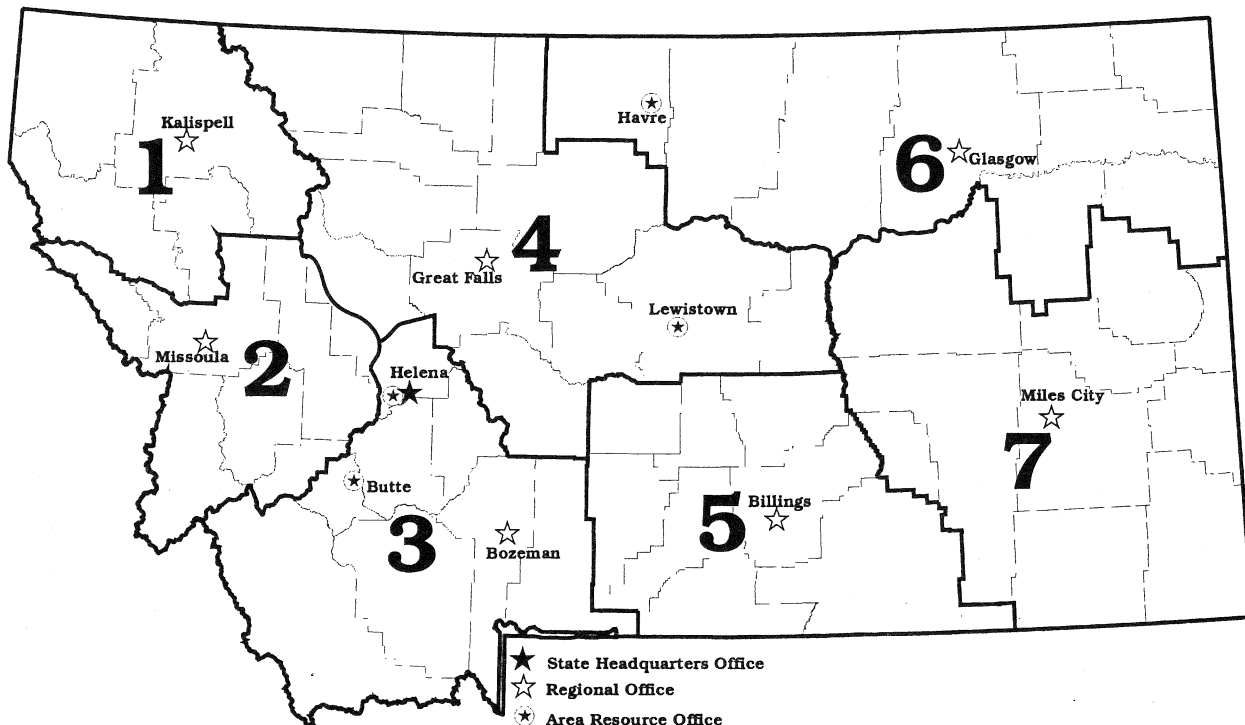 Kalispell
1
Havre
6
Glasgow
4
Great Falls
Lewistown
Missoula
2
Helena
Miles City
7
Butte
3
Bozeman
5
Billings
State Headquarters Office
Regional Office
Area Resource Office